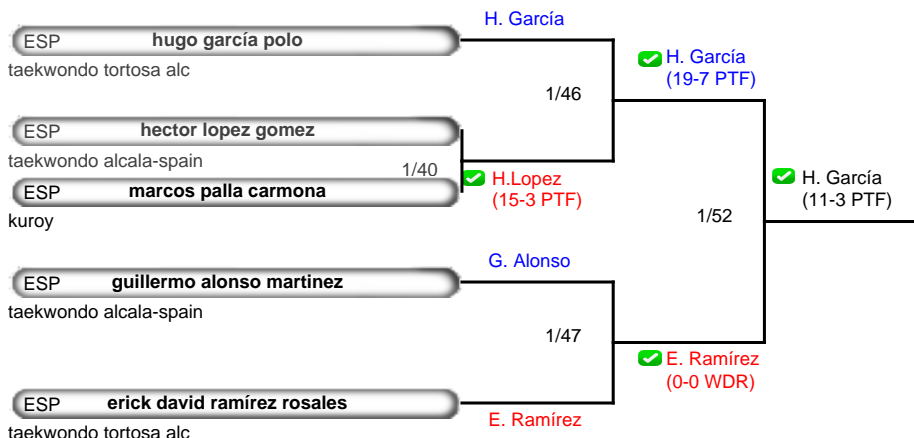 H. García
ESP hugo garcía polo
taekwondo tortosa alc
H. García
(19-7 PTF)
1/46
ESP hector lopez gomez
taekwondo alcala-spain
1/40
H.Lopez
(15-3 PTF)
ESP marcos palla carmona
kuroy
H. García
(11-3 PTF)
1/52
G. Alonso
ESP guillermo alonso martinez
taekwondo alcala-spain
1/47
E. Ramírez
(0-0 WDR)
ESP erick david ramírez rosales
E. Ramírez
taekwondo tortosa alc